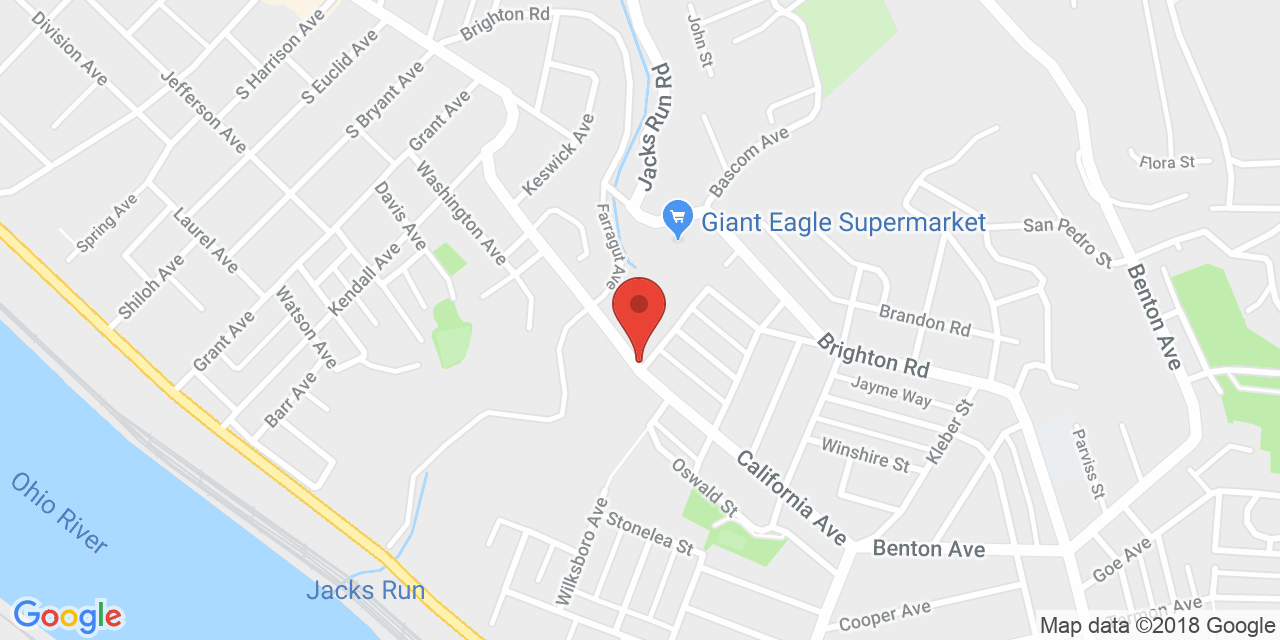 Brighton Rd
John St
Division Ave
S Harrison Ave
S Euclid Ave
Jefferson Ave
S Bryant Ave
Grant Ave
Jacks Run Rd
Keswick Ave
Bascom Ave
Flora St
Washington Ave
Davis Ave
Spring Ave
Laurel Ave
Farragut Ave
Giant Eagle Supermarket
San Pedro St
Shiloh Ave
Kendall Ave
Watson Ave
Benton Ave
Grant Ave
Brandon Rd
Brighton Rd
Barr Ave
Jayme Way
Kleber St
Winshire St
Parviss St
California Ave
Oswald St
Ohio River
Wilksboro Ave
Stonelea St
Benton Ave
Goe Ave
Jacks Run
Cooper Ave
Google
Map data ©2018 Google